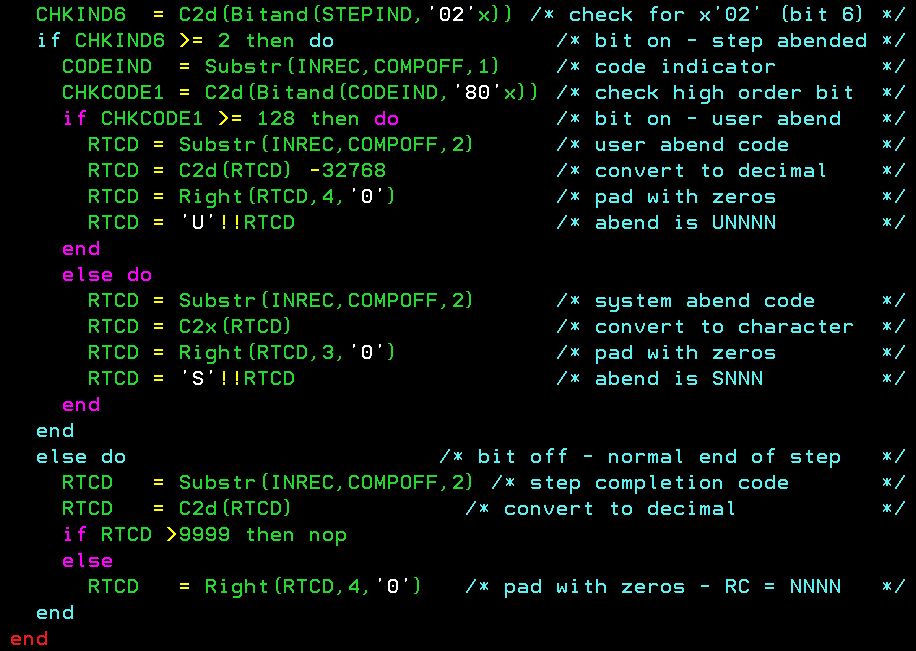 CHKIND6  = C2d(Bitand(STEPIND,'02'x)) /* check for x'02' (bit 6) */
if CHKIND6 >= 2 then do                 /* bit on - step abended */
CODEIND  = Substr(INREC,COMPOFF,1)    /* code indicator        */
CHKCODE1 = C2d(Bitand(CODEIND,'80'x)) /* check high order bit  */
if CHKCODE1 >= 128 then do            /* bit on - user abend   */
RTCD = Substr(INREC,COMPOFF,2)      /* user abend code       */
RTCD = C2d(RTCD) -32768             /* convert to decimal    */
RTCD = Right(RTCD,4,'0')            /* pad with zeros        */
RTCD = 'U'!!RTCD                    /* abend is UNNNN        */
end
else do
RTCD = Substr(INREC,COMPOFF,2)      /* system abend code     */
RTCD = C2x(RTCD)                    /* convert to character  */
RTCD = Right(RTCD,3,'0')            /* pad with zeros        */
RTCD = 'S'!!RTCD                    /* abend is SNNN         */
end
end
else do                        /* bit off - normal end of step   */
RTCD   = Substr(INREC,COMPOFF,2) /* step completion code       */
RTCD   = C2d(RTCD)             /* convert to decimal           */
if RTCD >9999 then nop
else
RTCD   = Right(RTCD,4,'0')   /* pad with zeros - RC = NNNN   */
end
end